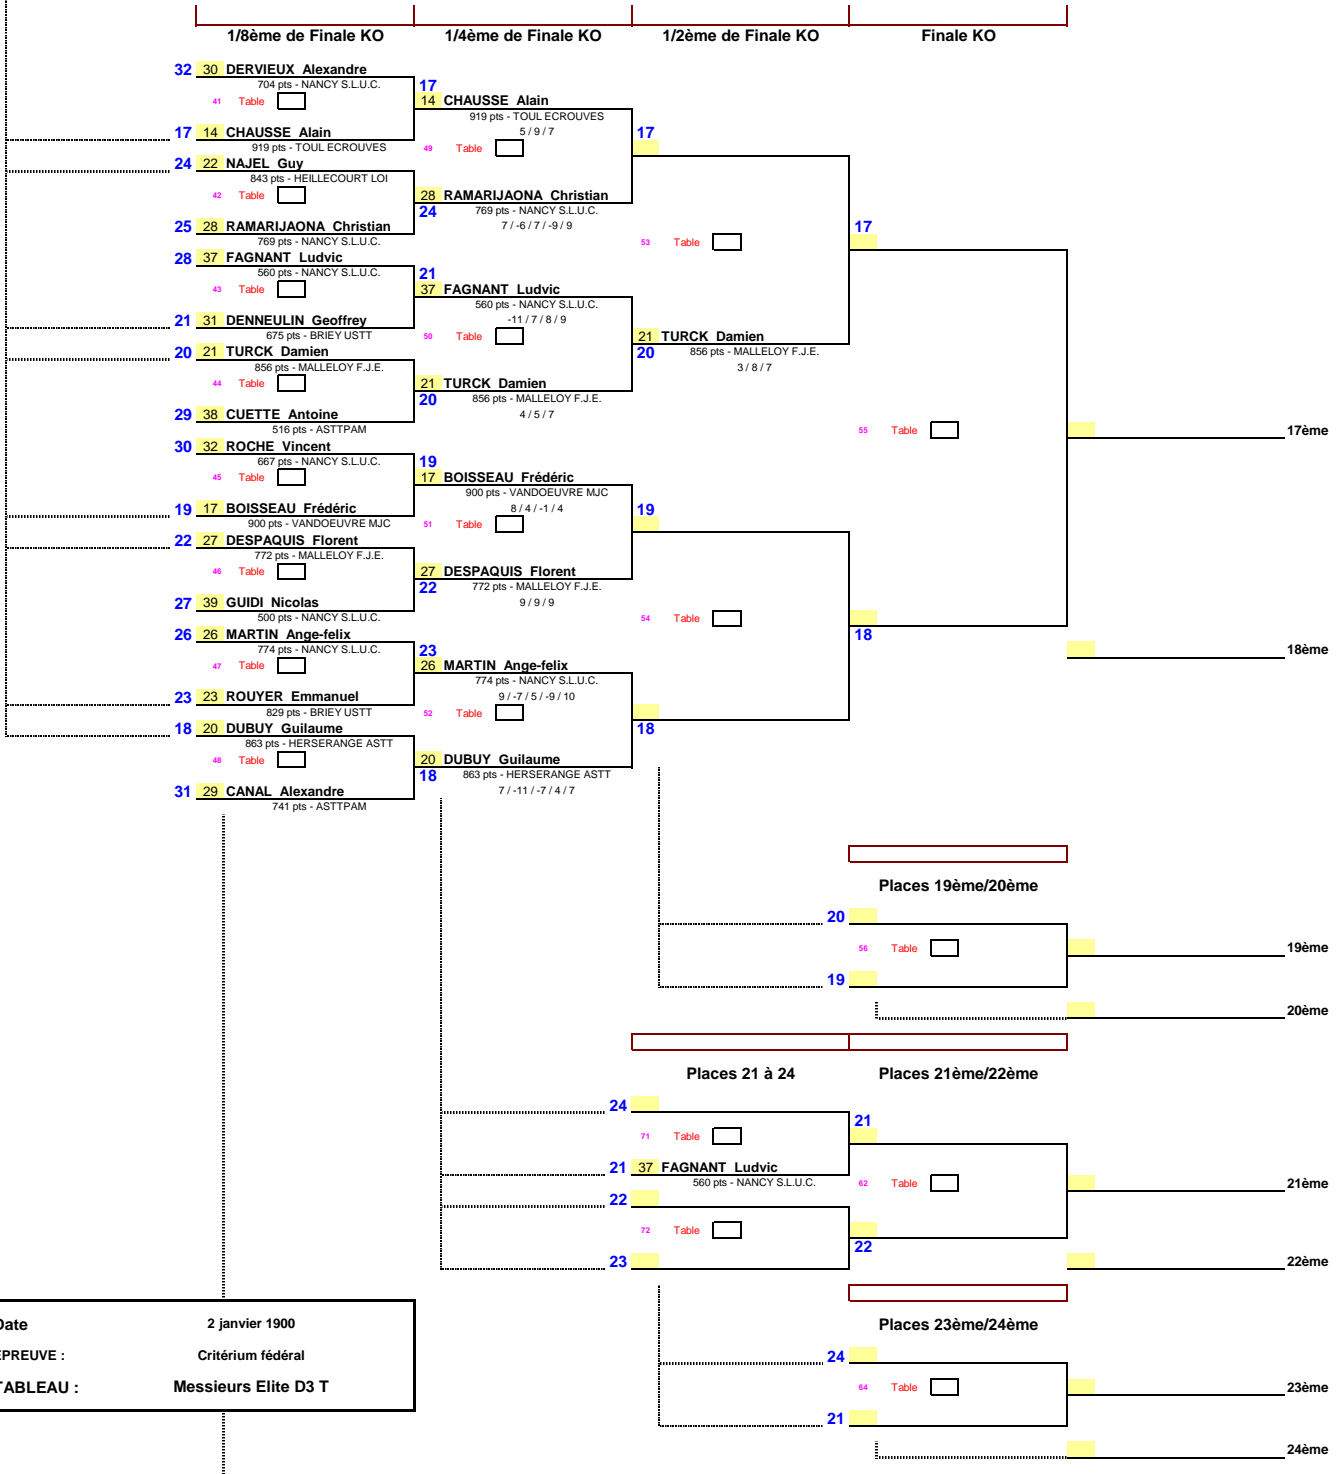 1/8ème de Finale KO 1/4ème de Finale KO 1/2ème de Finale KO Finale KO
32 30 DERVIEUX Alexandre
704 pts - NANCY S.L.U.C.
41 Table
17 14 CHAUSSE Alain
919 pts - TOUL ECROUVES
24 22 NAJEL Guy
843 pts - HEILLECOURT LOI
42 Table
25 28 RAMARIJAONA Christian
769 pts - NANCY S.L.U.C.
28 37 FAGNANT Ludvic
560 pts - NANCY S.L.U.C.
43 Table
21 31 DENNEULIN Geoffrey
675 pts - BRIEY USTT
20 21 TURCK Damien
856 pts - MALLELOY F.J.E.
44 Table
29 38 CUETTE Antoine
516 pts - ASTTPAM
30 32 ROCHE Vincent
667 pts - NANCY S.L.U.C.
45 Table
19 17 BOISSEAU Frédéric
900 pts - VANDOEUVRE MJC
22 27 DESPAQUIS Florent
772 pts - MALLELOY F.J.E.
46 Table
27 39 GUIDI Nicolas
500 pts - NANCY S.L.U.C.
26 26 MARTIN Ange-felix
774 pts - NANCY S.L.U.C.
47 Table
23 23 ROUYER Emmanuel
829 pts - BRIEY USTT
18 20 DUBUY Guilaume
863 pts - HERSERANGE ASTT
48 Table
31 29 CANAL Alexandre
741 pts - ASTTPAM
17
14 CHAUSSE Alain
919 pts - TOUL ECROUVES
5 / 9 / 7
49 Table
28 RAMARIJAONA Christian
24 769 pts - NANCY S.L.U.C.
7 / -6 / 7 / -9 / 9
21
37 FAGNANT Ludvic
560 pts - NANCY S.L.U.C.
-11 / 7 / 8 / 9
50 Table
21 TURCK Damien
20 856 pts - MALLELOY F.J.E.
4 / 5 / 7
19
17 BOISSEAU Frédéric
900 pts - VANDOEUVRE MJC
8 / 4 / -1 / 4
51 Table
27 DESPAQUIS Florent
22 772 pts - MALLELOY F.J.E.
9 / 9 / 9
23
26 MARTIN Ange-felix
774 pts - NANCY S.L.U.C.
9 / -7 / 5 / -9 / 10
52 Table
20 DUBUY Guilaume
18 863 pts - HERSERANGE ASTT
7 / -11 / -7 / 4 / 7
17
53 Table
21 TURCK Damien
20 856 pts - MALLELOY F.J.E.
3 / 8 / 7
19
54 Table
18
17
55 Table
18
17ème
18ème
Places 19ème/20ème
20
56 Table
19
19ème
20ème
Places 21 à 24 Places 21ème/22ème
24
71 Table
21 37 FAGNANT Ludvic
560 pts - NANCY S.L.U.C.
22
72 Table
23
21
62 Table
22
21ème
22ème
Places 23ème/24ème
24
64 Table
21
23ème
24ème
Date 2 janvier 1900
EPREUVE : Critérium fédéral
TABLEAU : Messieurs Elite D3 T